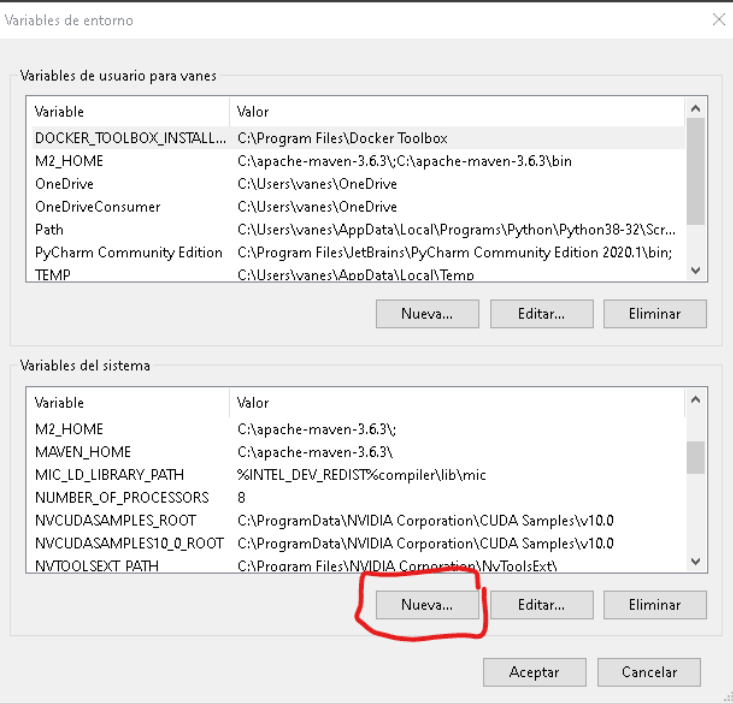 Variables de entorno
Variables de usuario para vanes
Variable Valor
DOCKER_TOOLBOX_INSTALL... C:\Program Files\Docker Toolbox
M2_HOME C:\apache-maven-3.6.3\;C:\apache-maven-3.6.3\bin
OneDrive C:\Users\vanes\OneDrive
OneDriveConsumer C:\Users\vanes\OneDrive
Path C:\Users\vanes\AppData\Local\Programs\Python\Python38-32\Scr...
PyCharm Community Edition C:\Program Files\JetBrains\PyCharm Community Edition 2020.1\bin;
TEMP C:\Users\vanes\AppData\Local\Temp
Nueva... Editar... Eliminar
Variables del sistema
Variable Valor
M2_HOME C:\apache-maven-3.6.3\;
MAVEN_HOME C:\apache-maven-3.6.3\
MIC_LD_LIBRARY_PATH %INTEL_DEV_REDIST%compiler\lib\mic
NUMBER_OF_PROCESSORS 8
NVCUDASAMPLES_ROOT C:\ProgramData\NVIDIA Corporation\CUDA Samples\v10.0
NVCUDASAMPLES10_0_ROOT C:\ProgramData\NVIDIA Corporation\CUDA Samples\v10.0
NVTOOLSEXT_PATH C:\Program Files\NVIDIA Corporation\NvToolsExt\
Nueva... Editar... Eliminar
Aceptar Cancelar